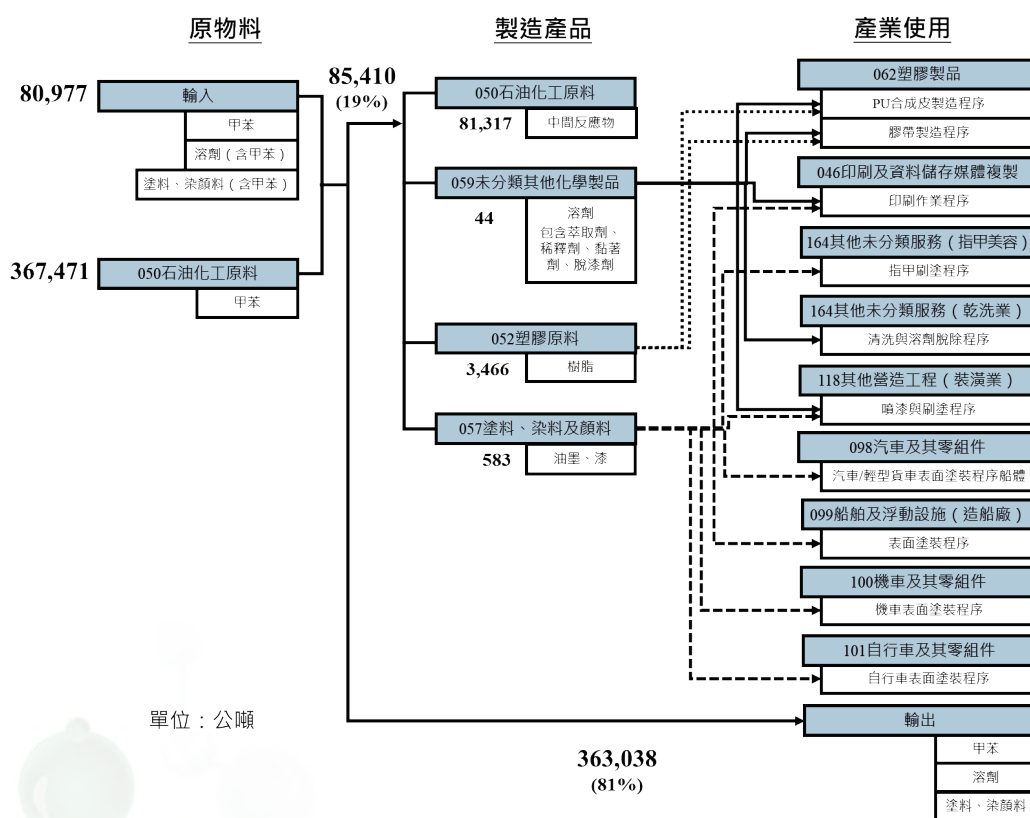 原物料
製造產品
產業使用
80,977
輸入
甲苯
溶劑（含甲苯）
塗料、染顏料（含甲苯）
367,471
050石油化工原料
甲苯
85,410
(19%)
050石油化工原料
81,317
中間反應物
059未分類其他化學製品
44
溶劑
包含萃取劑、
稀釋劑、黏著
劑、脫漆劑
052塑膠原料
3,466
樹脂
057塗料、染料及顏料
583
油墨、漆
062塑膠製品
PU合成皮製造程序
膠帶製造程序
046印刷及資料儲存媒體複製
印刷作業程序
164其他未分類服務（指甲美容）
指甲刷塗程序
164其他未分類服務（乾洗業）
清洗與溶劑脫除程序
118其他營造工程（裝潢業）
噴漆與刷塗程序
098汽車及其零組件
汽車/輕型貨車表面塗裝程序船體
099船舶及浮動設施（造船廠）
表面塗裝程序
100機車及其零組件
機車表面塗裝程序
101自行車及其零組件
自行車表面塗裝程序
輸出
甲苯
溶劑
塗料、染顏料
單位：公噸
363,038
(81%)